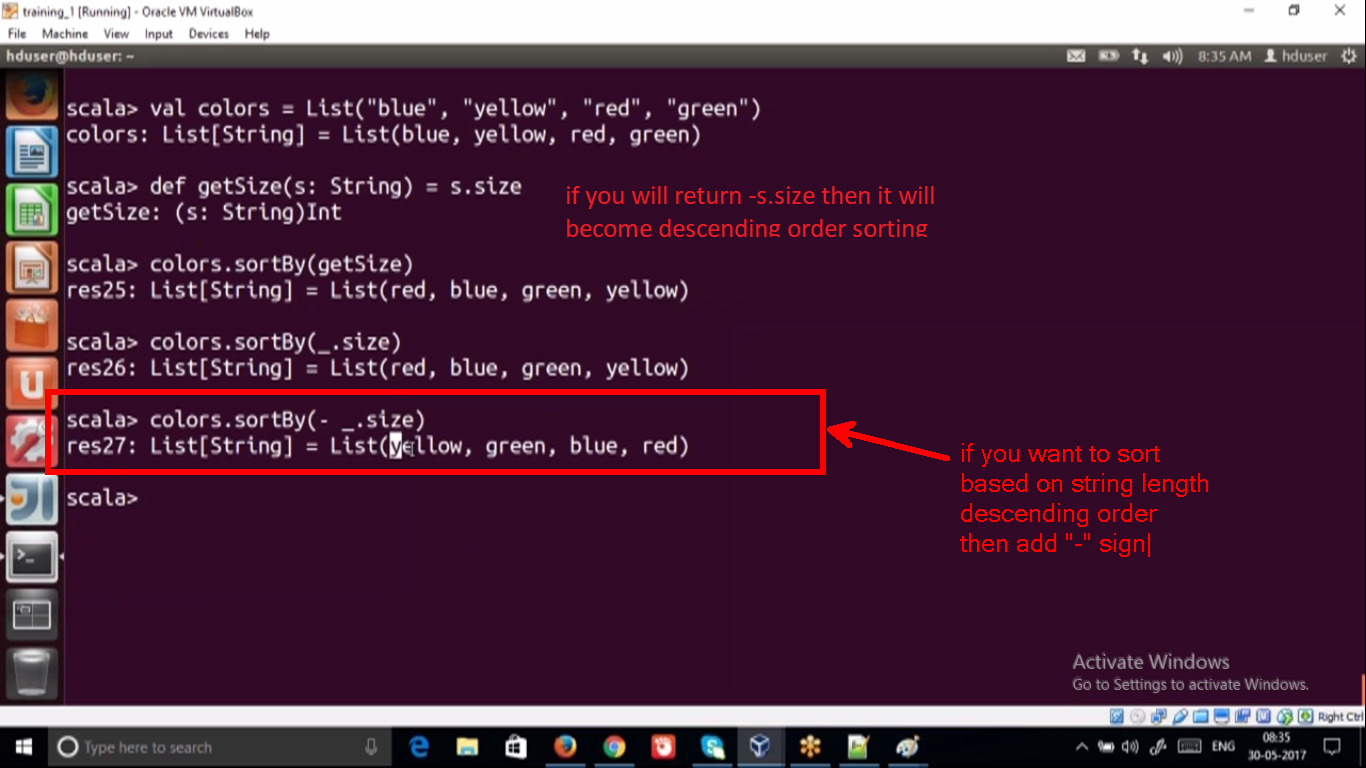 training_1 [Running] - Oracle VM VirtualBox
File Machine View Input Devices Help
hduser@hduser: ~
8:35 AM hduser
scala> val colors = List("blue", "yellow", "red", "green")
colors: List[String] = List(blue, yellow, red, green)
scala> def getSize(s: String) = s.size
getSize: (s: String)Int
if you will return -s.size then it will
become descending order sorting
scala> colors.sortBy(getSize)
res25: List[String] = List(red, blue, green, yellow)
scala> colors.sortBy(_.size)
res26: List[String] = List(red, blue, green, yellow)
scala> colors.sortBy(- _.size)
res27: List[String] = List(yellow, green, blue, red)
if you want to sort
based on string length
descending order
then add "-" sign
scala>
Activate Windows
Go to Settings to activate Windows.
Right Ctrl
Type here to search
ENG
08:35
30-05-2017